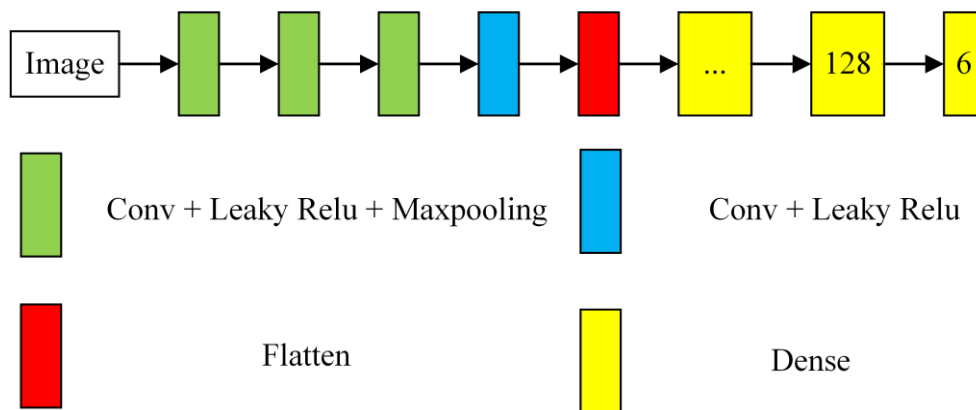 Image
...
128
6
Conv + Leaky Relu + Maxpooling
Conv + Leaky Relu
Flatten
Dense